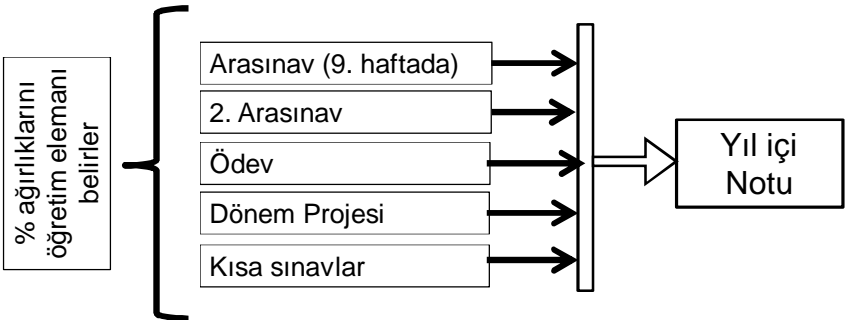 % ağırlıklarını
öğretim elemanı
belirler
Arasınav (9. haftada)
2. Arasınav
Ödev
Dönem Projesi
Kısa sınavlar
Yıl içi
Notu